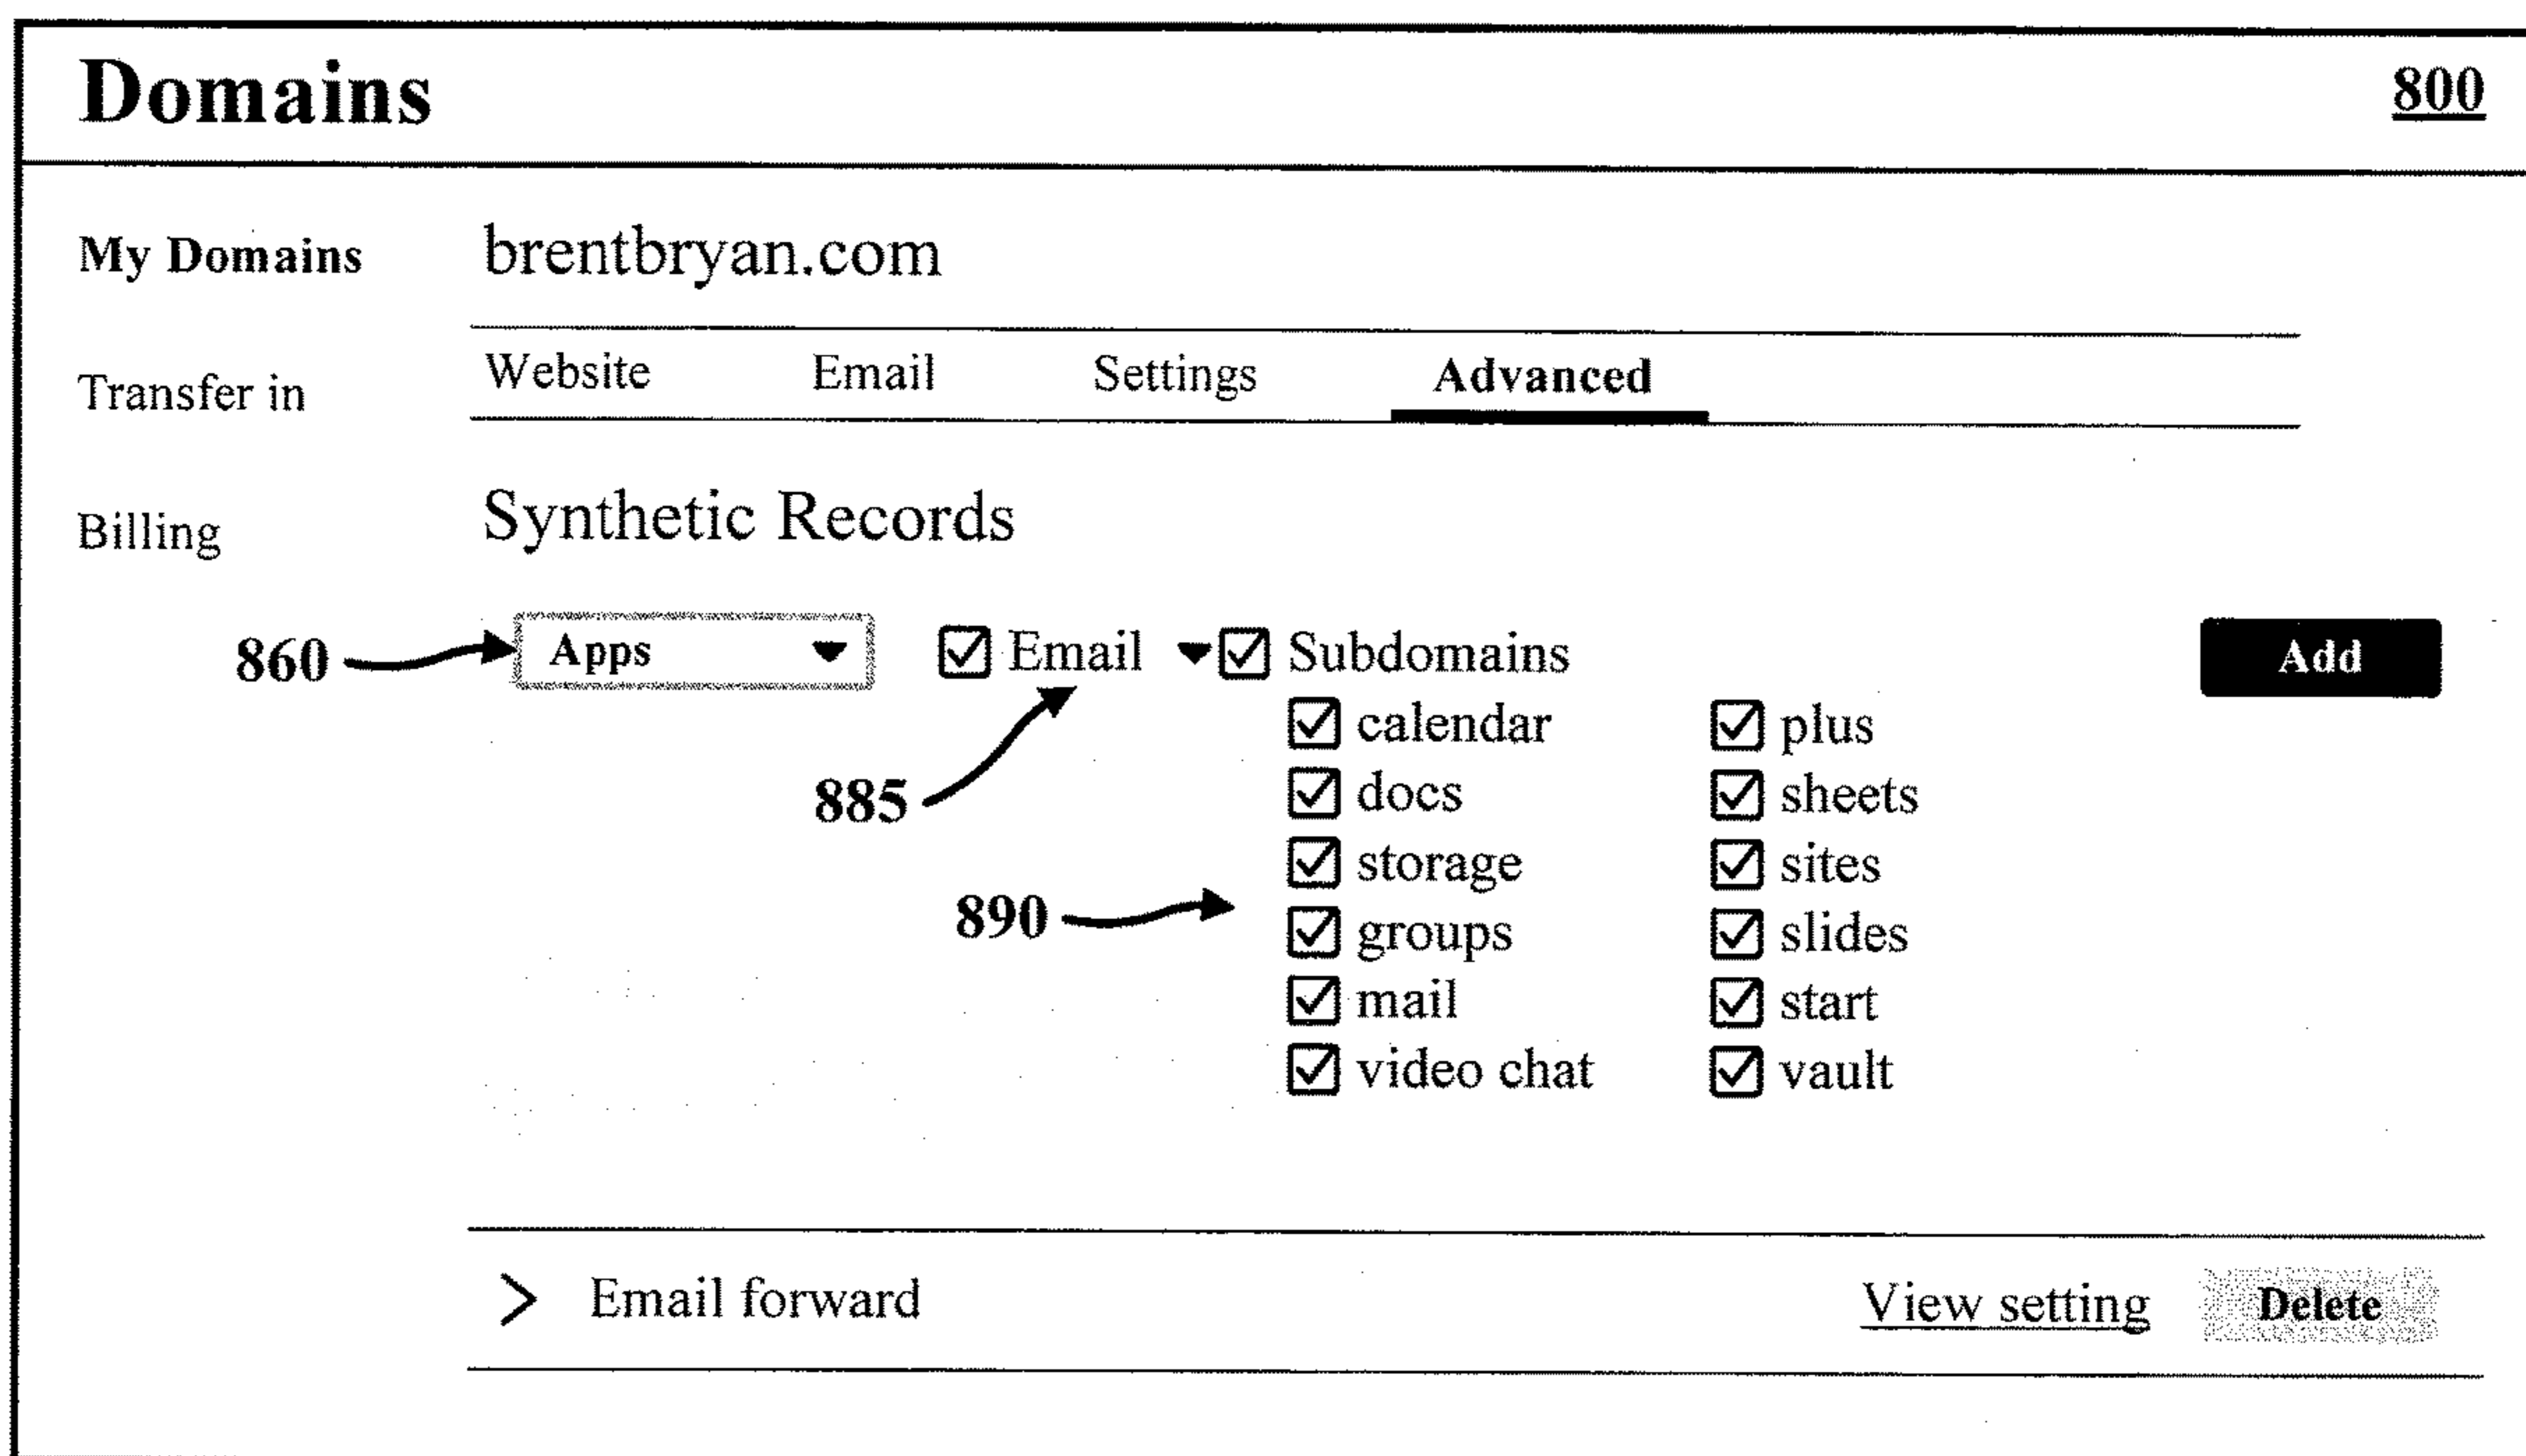 Domains 800
My Domains brentbryan.com
Transfer in Website Email Settings Advanced
Billing Synthetic Records
860 Apps Email Subdomains Add
calendar plus
885 docs sheets
storage sites
890 groups slides
mail start
video chat vault
> Email forward View setting Delete